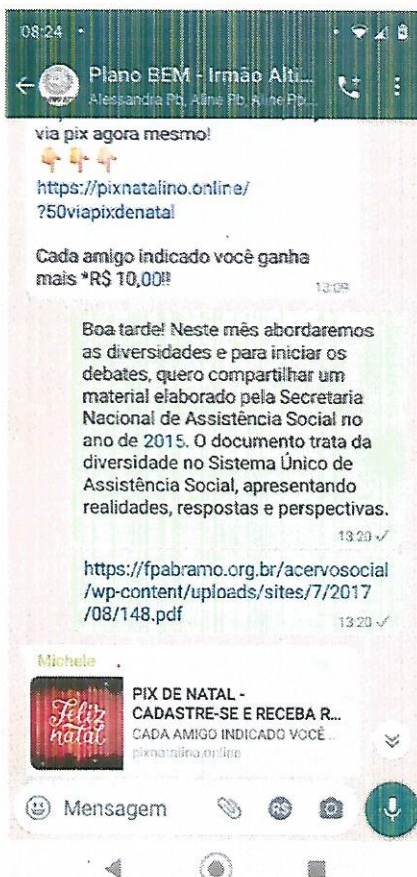 08:24
Plano BEM - Irmão Alti...
Alessandra Pb, Aline Pb, Aline Pb...
via pix agora mesmo!
https://pixnatalino.online/
?50viapixdenatal
Cada amigo indicado você ganha
mais *R$ 10,00!!
13:09
Boa tarde! Neste mês abordaremos
as diversidades e para iniciar os
debates, quero compartilhar um
material elaborado pela Secretaria
Nacional de Assistência Social no
ano de 2015. O documento trata da
diversidade no Sistema Único de
Assistência Social, apresentando
realidades, respostas e perspectivas.
13:20
https://fpabramo.org.br/acervosocial
/wp-content/uploads/sites/7/2017
/08/148.pdf
13:20
Michele
Feliz
natal
PIX DE NATAL -
CADASTRE-SE E RECEBA R...
CADA AMIGO INDICADO VOCÊ...
pixnatalino.online
Mensagem
R$